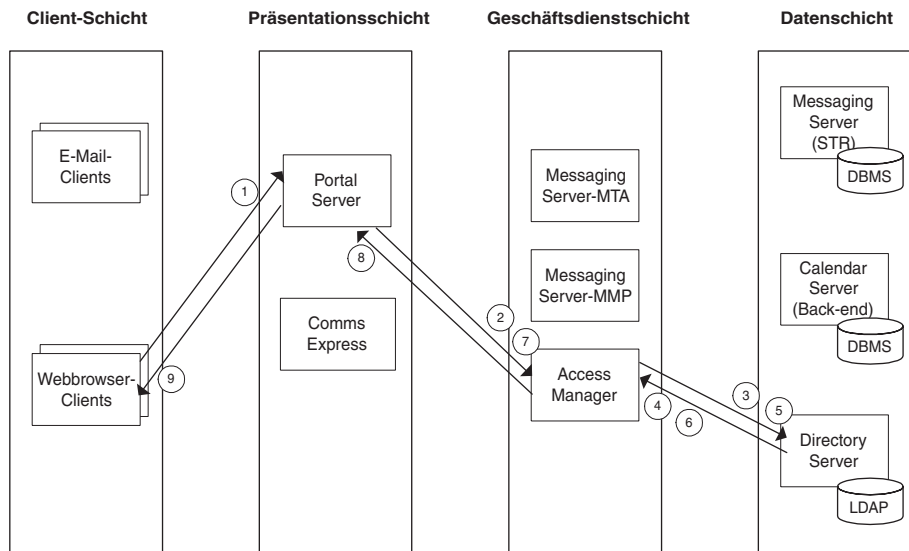 Client-Schicht
Präsentationsschicht
Geschäftsdienstschicht
Datenschicht
E-Mail-
Clients
Webbrowser-
Clients
1
9
Portal
Server
8
Comms
Express
2
7
Messaging
Server-MTA
Messaging
Server-MMP
Access
Manager
4
6
3
5
Messaging
Server
(STR)
DBMS
Calendar
Server
(Back-end)
DBMS
Directory
Server
LDAP